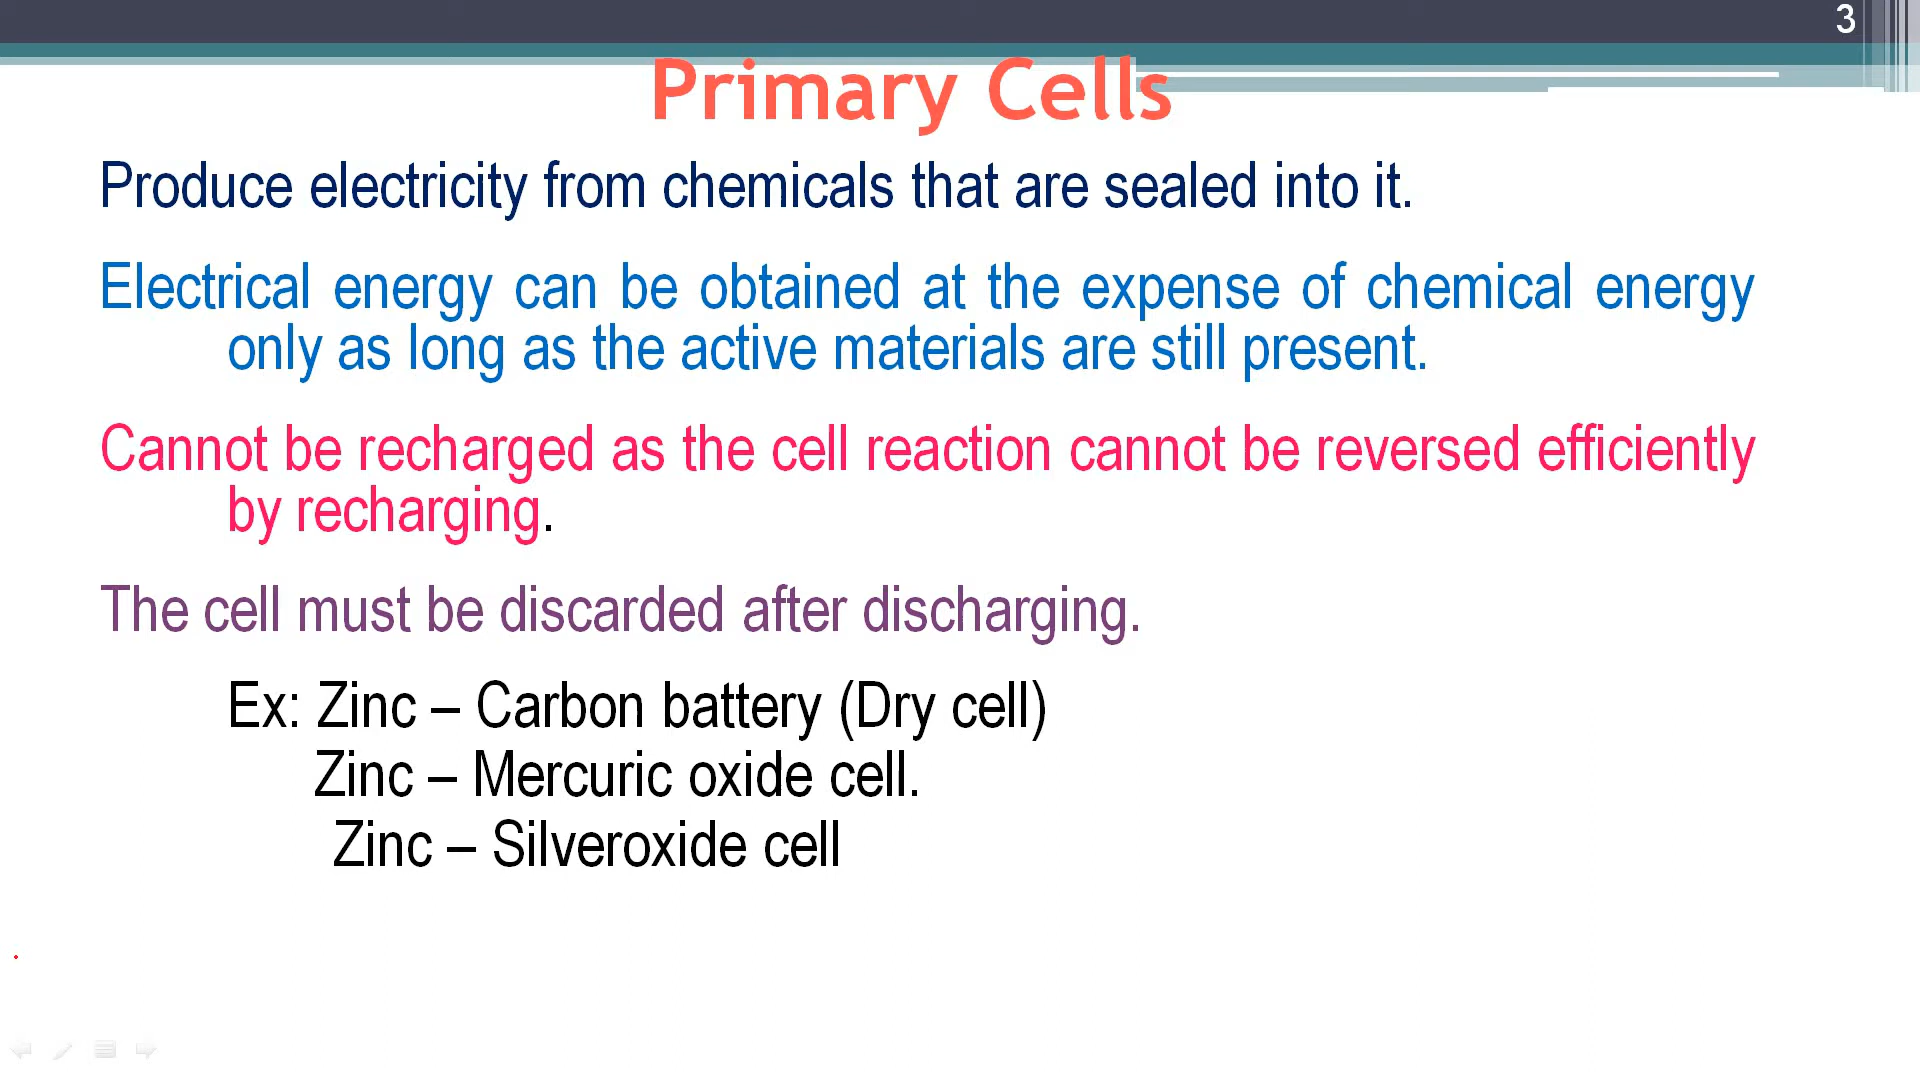 3
Primary Cells
Produce electricity from chemicals that are sealed into it.
Electrical energy can be obtained at the expense of chemical energy
only as long as the active materials are still present.
Cannot be recharged as the cell reaction cannot be reversed efficiently
by recharging.
The cell must be discarded after discharging.
Ex: Zinc – Carbon battery (Dry cell)
Zinc – Mercuric oxide cell.
Zinc – Silveroxide cell